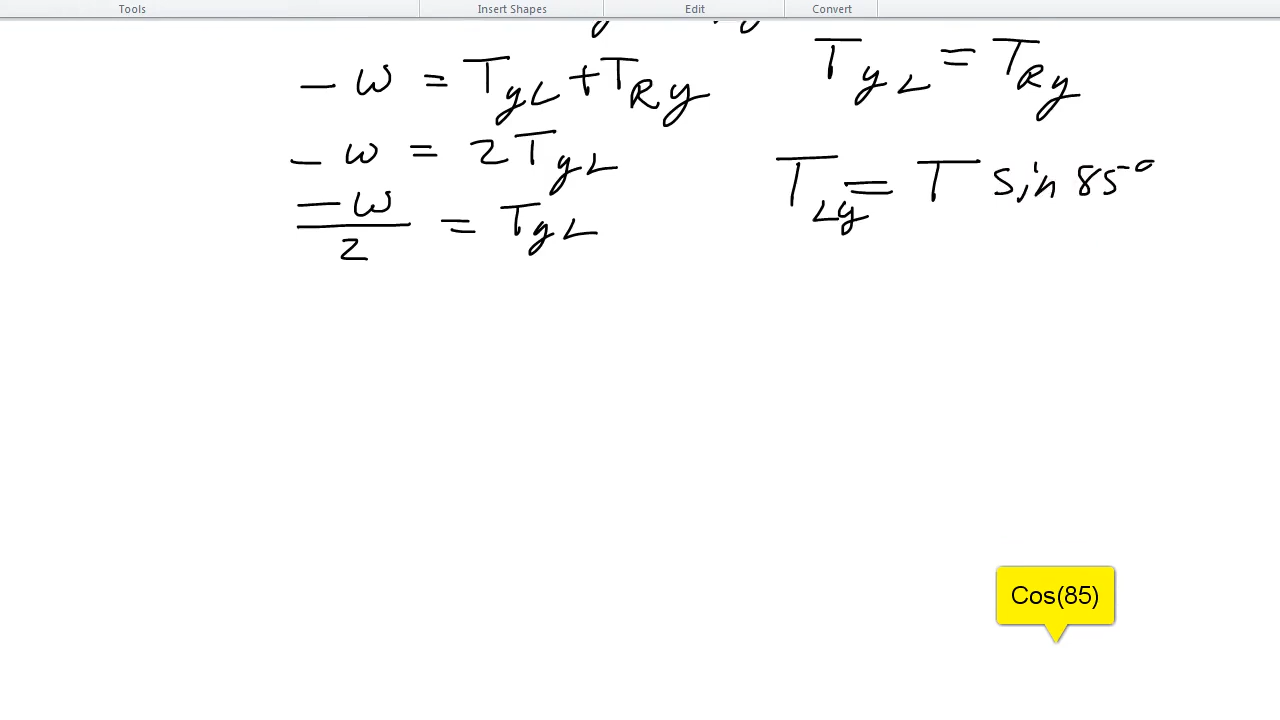 Tools Insert Shapes Edit Convert
- W = TyL + TRy
TyL = TRy
- W = 2TyL
TLy = T sin 85°
-W/2 = TyL
Cos(85)